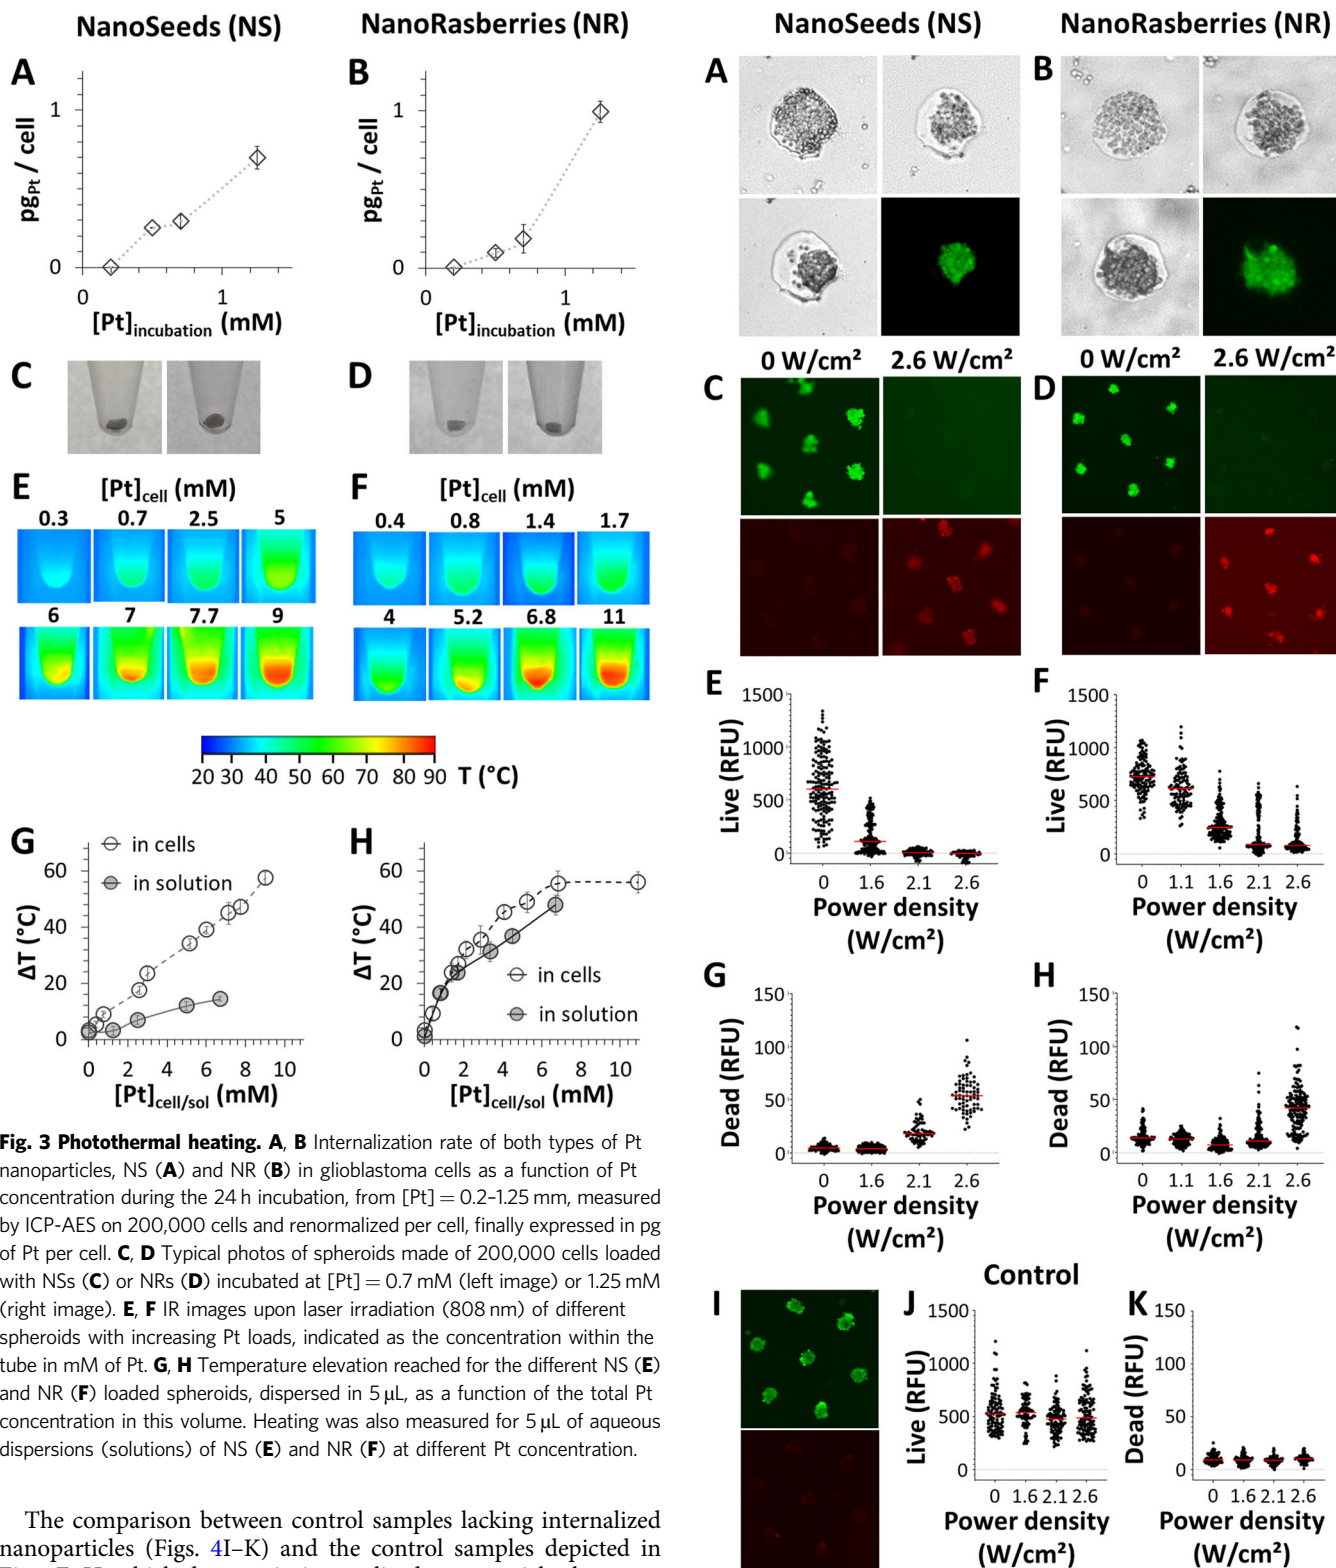 NanoSeeds (NS)
NanoRasberries (NR)
A
B
1
0
pgPt / cell
0
1
[Pt]incubation (mM)
1
0
pgPt / cell
0
1
[Pt]incubation (mM)
C
D
E
[Pt]cell (mM)
0.3
0.7
2.5
5
6
7
7.7
9
F
[Pt]cell (mM)
0.4
0.8
1.4
1.7
4
5.2
6.8
11
20 30 40 50 60 70 80 90 T (°C)
G
in cells
in solution
60
40
20
0
ΔT (°C)
0 2 4 6 8 10
[Pt]cell/sol (mM)
H
60
40
20
0
ΔT (°C)
in cells
in solution
0 2 4 6 8 10
[Pt]cell/sol (mM)
Fig. 3 Photothermal heating. A, B Internalization rate of both types of Pt
nanoparticles, NS (A) and NR (B) in glioblastoma cells as a function of Pt
concentration during the 24 h incubation, from [Pt] = 0.2–1.25 mm, measured
by ICP-AES on 200,000 cells and renormalized per cell, finally expressed in pg
of Pt per cell. C, D Typical photos of spheroids made of 200,000 cells loaded
with NSs (C) or NRs (D) incubated at [Pt] = 0.7 mM (left image) or 1.25 mM
(right image). E, F IR images upon laser irradiation (808 nm) of different
spheroids with increasing Pt loads, indicated as the concentration within the
tube in mM of Pt. G, H Temperature elevation reached for the different NS (E)
and NR (F) loaded spheroids, dispersed in 5 µL, as a function of the total Pt
concentration in this volume. Heating was also measured for 5 µL of aqueous
dispersions (solutions) of NS (E) and NR (F) at different Pt concentration.
The comparison between control samples lacking internalized
nanoparticles (Figs. 4I–K) and the control samples depicted in
NanoSeeds (NS)
NanoRasberries (NR)
A
B
0 W/cm²
2.6 W/cm²
0 W/cm²
2.6 W/cm²
C
D
E
1500
1000
500
0
Live (RFU)
0 1.6 2.1 2.6
Power density
(W/cm²)
F
1500
1000
500
0
Live (RFU)
0 1.1 1.6 2.1 2.6
Power density
(W/cm²)
G
150
100
50
0
Dead (RFU)
0 1.6 2.1 2.6
Power density
(W/cm²)
H
150
100
50
0
Dead (RFU)
0 1.1 1.6 2.1 2.6
Power density
(W/cm²)
Control
I
J
1500
1000
500
0
Live (RFU)
0 1.6 2.1 2.6
Power density
(W/cm²)
K
150
100
50
0
Dead (RFU)
0 1.6 2.1 2.6
Power density
(W/cm²)